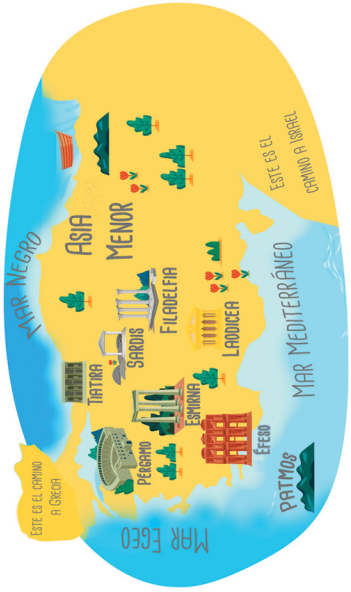 Este es el camino
a Grecia
Mar Negro
Asia
Menor
Este es el
camino a Israel
Tiatira
Sardis
Filadelfia
Pérgamo
Esmirna
Laodicea
Éfeso
Mar Egeo
Mar Mediterráneo
Patmos